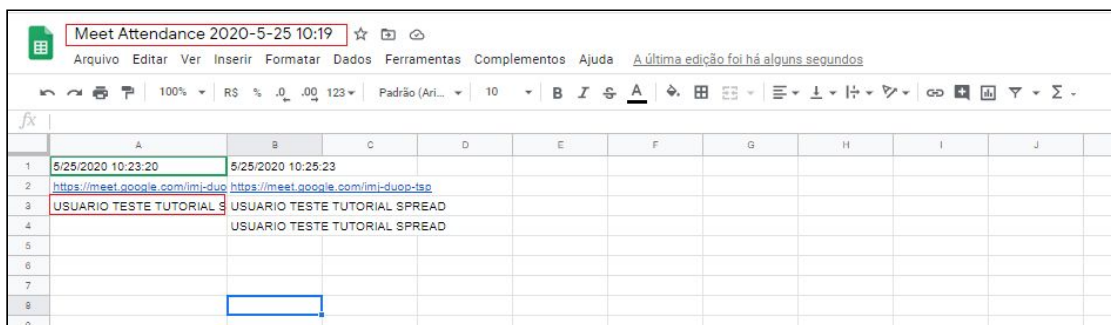 Meet Attendance 2020-5-25 10:19
Arquivo Editar Ver Inserir Formatar Dados Ferramentas Complementos Ajuda A última edição foi há alguns segundos
100% R$ % .0 .00 123 Padrão (Ari... 10 B I S A
fx
A B C D E F G H I J
1 5/25/2020 10:23:20 5/25/2020 10:25:23
2 https://meet.google.com/imj-duo https://meet.google.com/imj-duop-tsp
3 USUARIO TESTE TUTORIAL S USUARIO TESTE TUTORIAL SPREAD
4 USUARIO TESTE TUTORIAL SPREAD
5
6
7
8